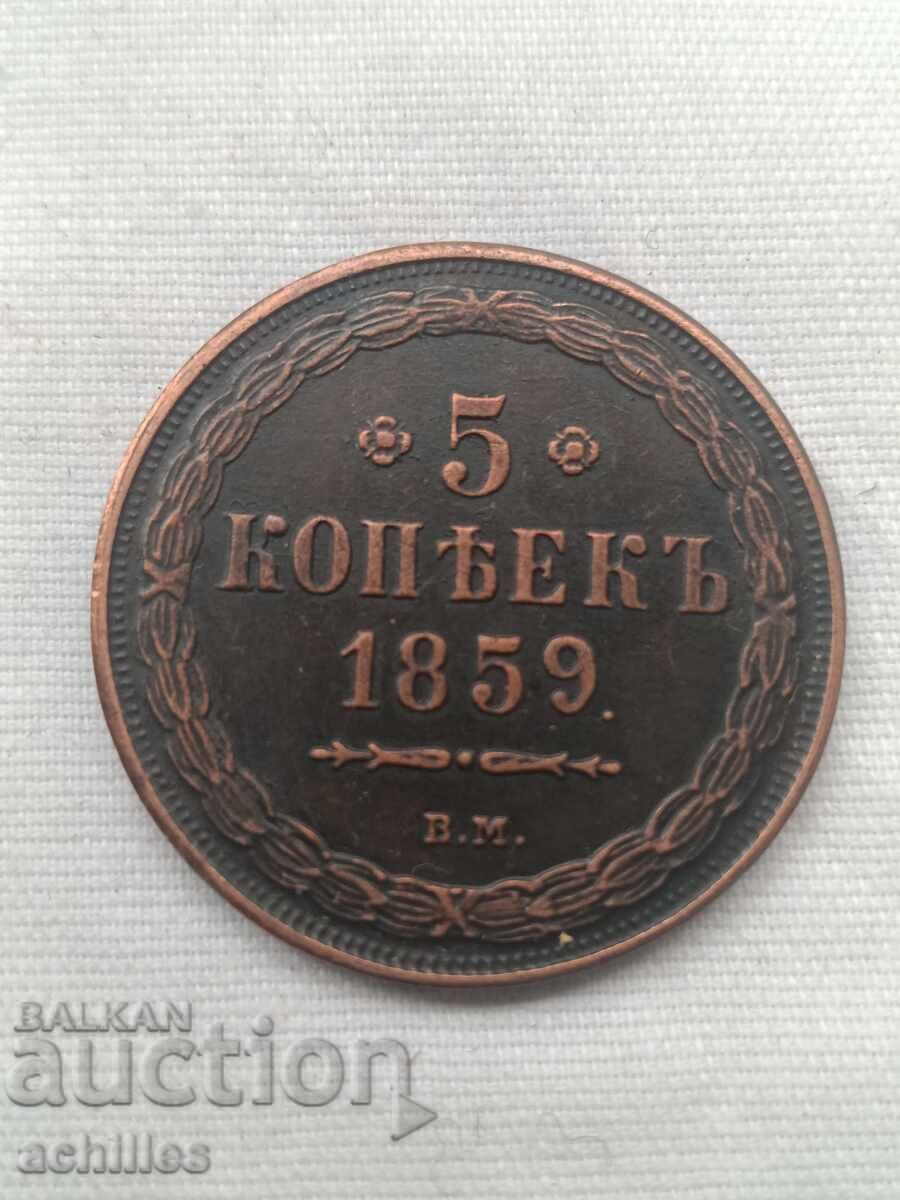 5
КОПѢЕКЪ
1859.
В.М.
BALKAN
auction
achilles